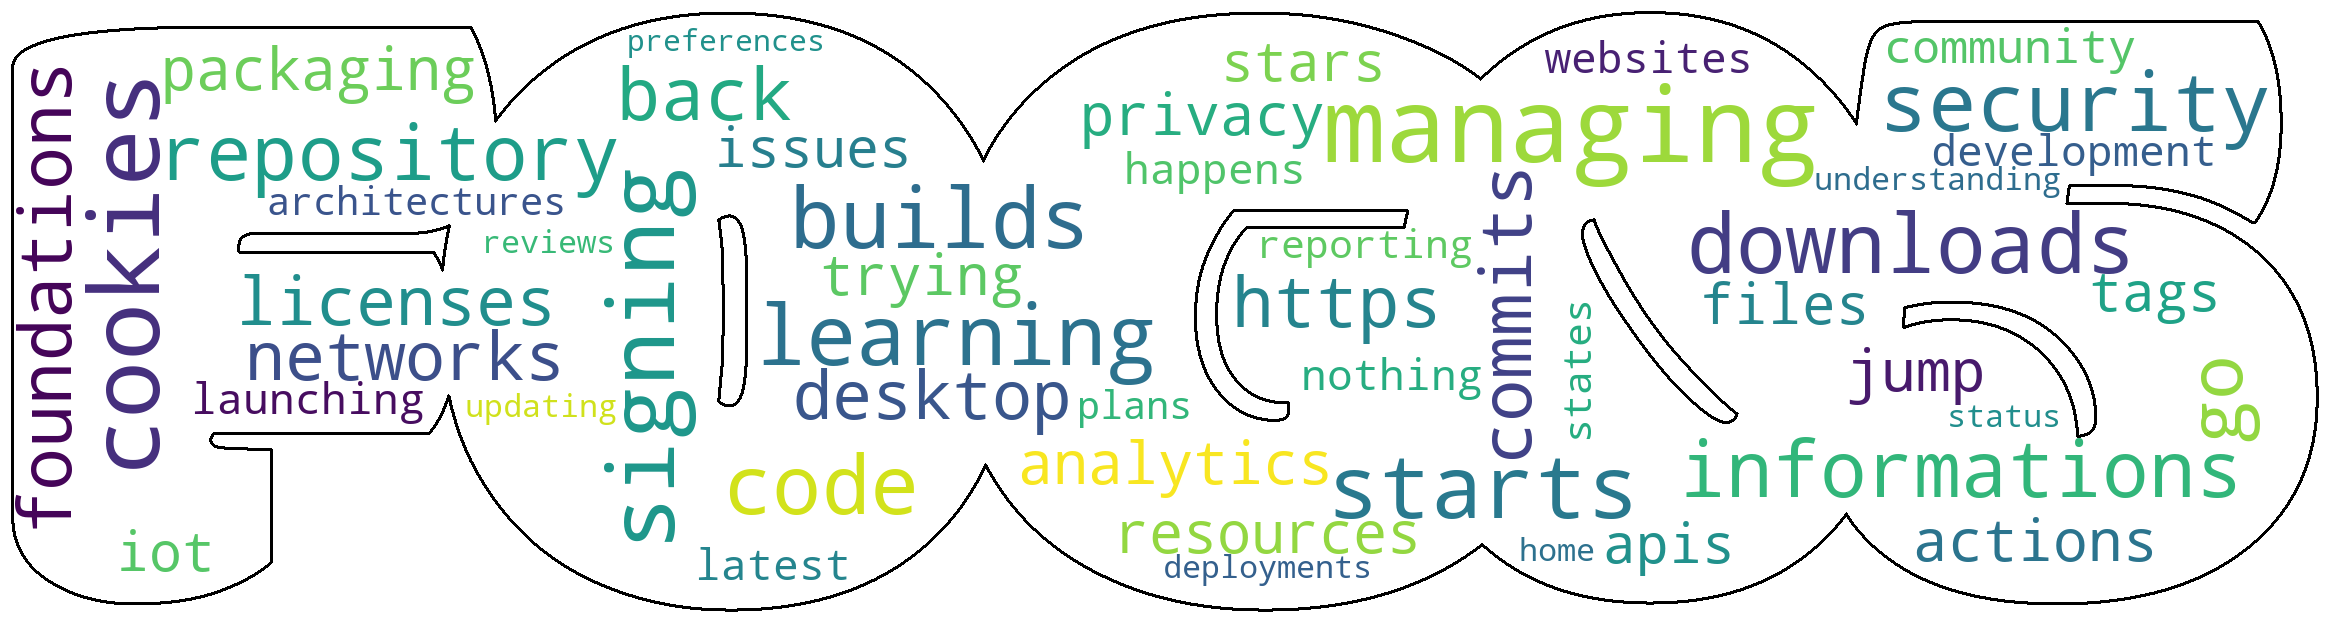 foundations
cookies
packaging
repository
architectures
reviews
licenses
networks
launching
updating
iot
preferences
back
issues
signing
builds
trying
learning
desktop
plans
code
latest
stars
privacy
happens
managing
websites
reporting
https
nothing
commits
states
analytics
starts
resources
deployments
home
apis
community
security
development
understanding
downloads
files
tags
jump
status
go
informations
actions